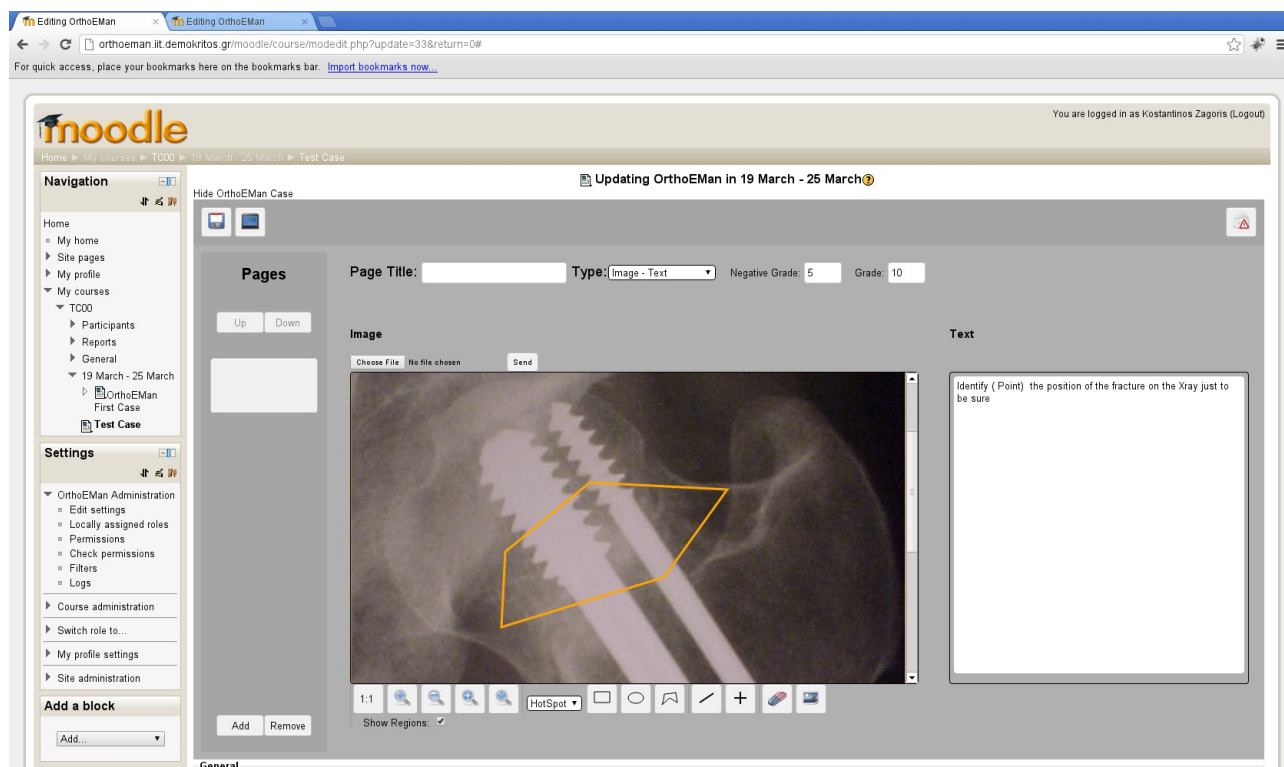 Editing OrthoEMan
Editing OrthoEMan
orthoeman.iit.demokritos.gr/moodle/course/modedit.php?update=33&return=0#
For quick access, place your bookmarks here on the bookmarks bar. Import bookmarks now...
moodle
You are logged in as Kostantinos Zagoris (Logout)
Home ► My courses ► TC00 ► 19 March - 25 March ► Test Case
Navigation
Home
My home
Site pages
My profile
My courses
TC00
Participants
Reports
General
19 March - 25 March
OrthoEMan
First Case
Test Case
Settings
OrthoEMan Administration
Edit settings
Locally assigned roles
Permissions
Check permissions
Filters
Logs
Course administration
Switch role to...
My profile settings
Site administration
Add a block
Add...
Updating OrthoEMan in 19 March - 25 March
Hide OrthoEMan Case
Pages
Up Down
Add Remove
Page Title: Type: Image - Text Negative Grade: 5 Grade: 10
Image
Choose File No file chosen Send
1:1 HotSpot
Show Regions:
Text
Identify ( Point) the position of the fracture on the Xray just to
be sure
General